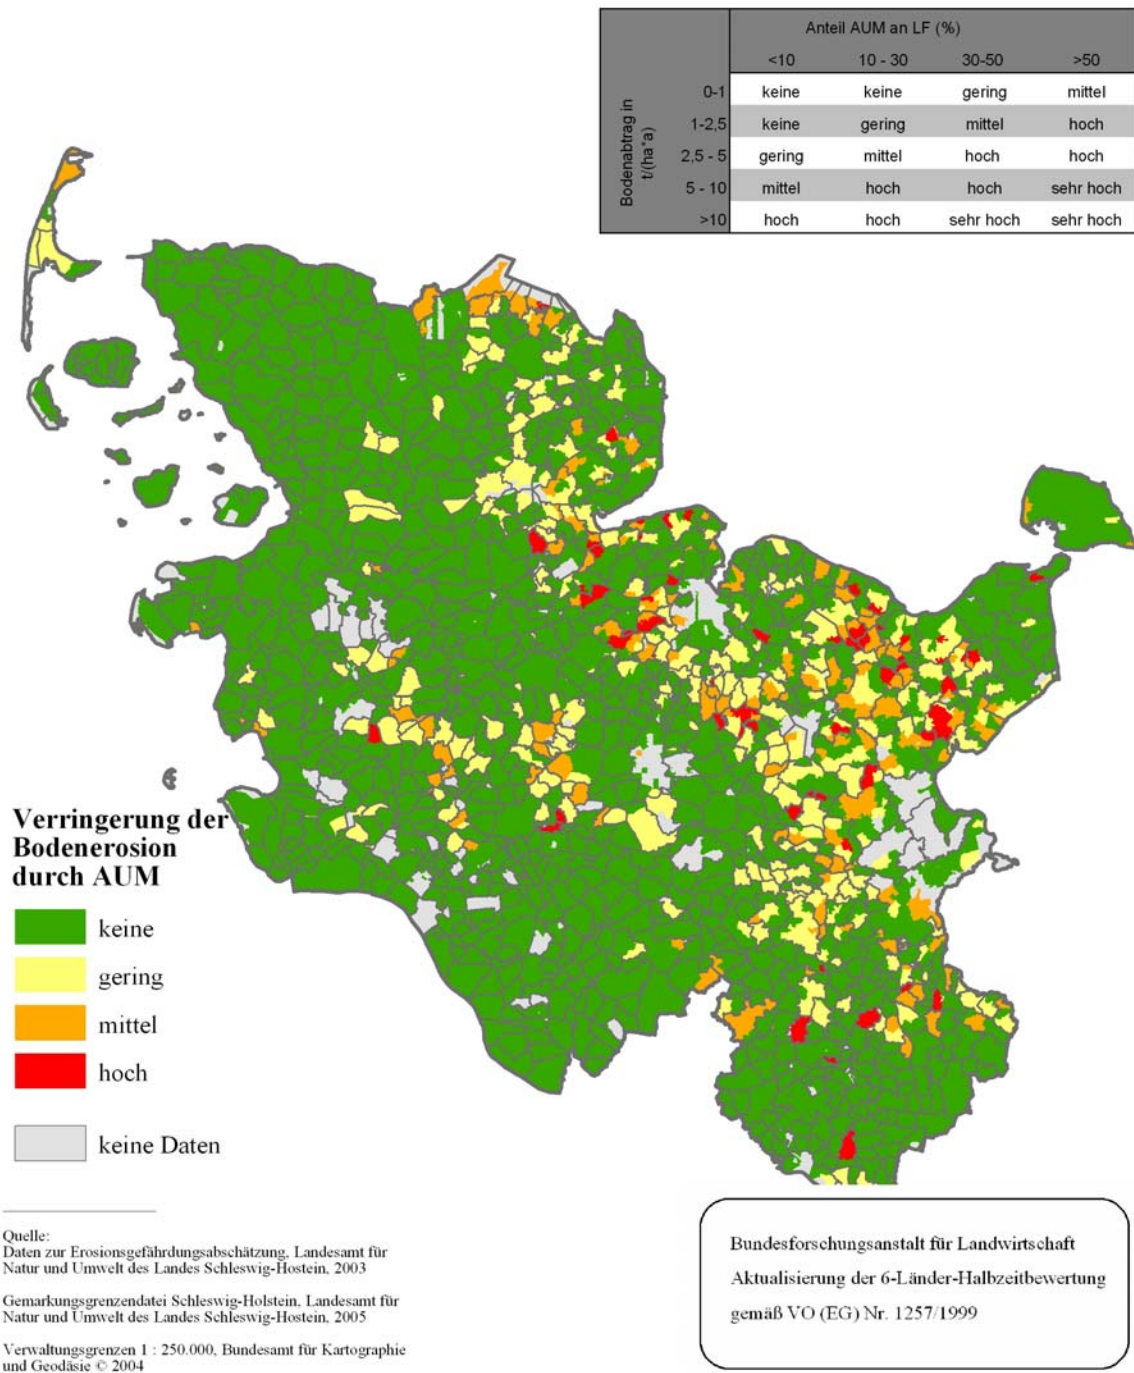 Anteil AUM an LF (%)
<10 10 - 30 30-50 >50
Bodenabtrag in
t/(ha*a)
0-1 keine keine gering mittel
1-2,5 keine gering mittel hoch
2,5 - 5 gering mittel hoch hoch
5 - 10 mittel hoch hoch sehr hoch
>10 hoch hoch sehr hoch sehr hoch
Verringerung der
Bodenerosion
durch AUM
keine
gering
mittel
hoch
keine Daten
Quelle:
Daten zur Erosionsgefährdungsabschätzung, Landesamt für
Natur und Umwelt des Landes Schleswig-Hostein, 2003
Gemarkungsgrenzendatei Schleswig-Holstein, Landesamt für
Natur und Umwelt des Landes Schleswig-Hostein, 2005
Verwaltungsgrenzen 1 : 250.000, Bundesamt für Kartographie
und Geodäsie © 2004
Bundesforschungsanstalt für Landwirtschaft
Aktualisierung der 6-Länder-Halbzeitbewertung
gemäß VO (EG) Nr. 1257/1999